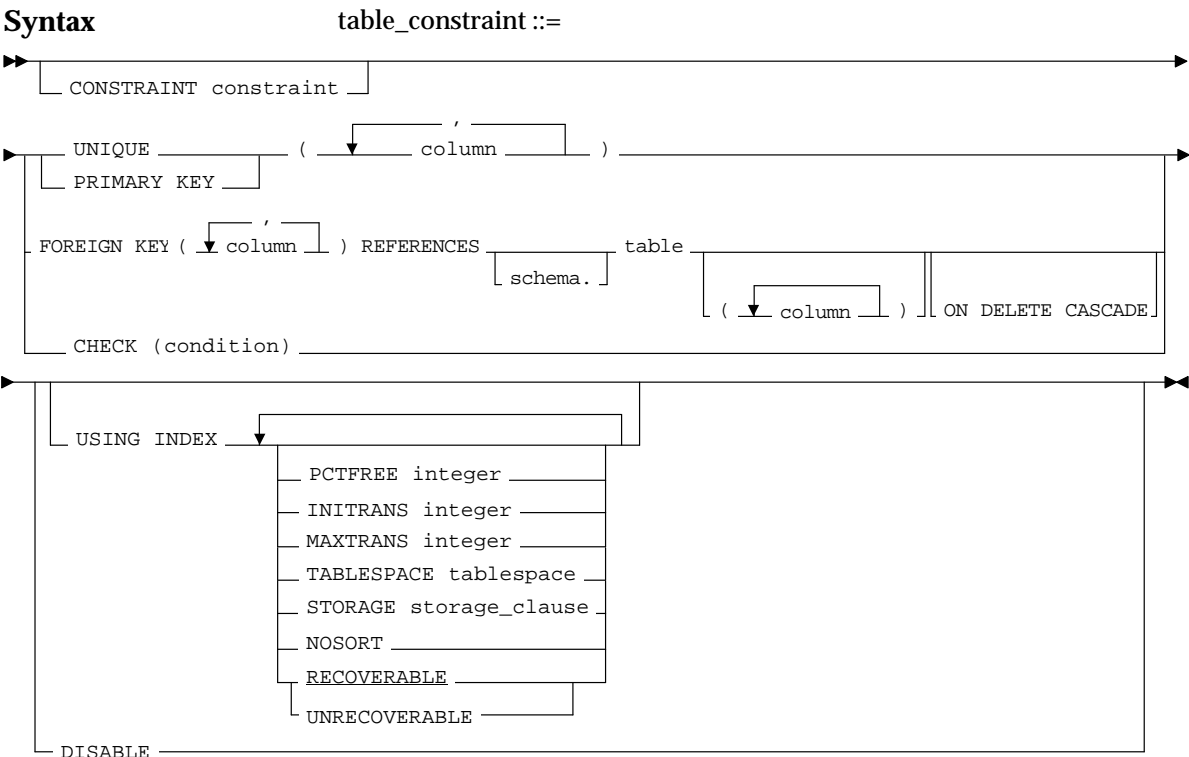 Syntax table_constraint ::=
CONSTRAINT constraint
,
UNIQUE ( column )
PRIMARY KEY
,
FOREIGN KEY ( column ) REFERENCES table
schema.
( column ) ON DELETE CASCADE
CHECK (condition)
USING INDEX
PCTFREE integer
INITRANS integer
MAXTRANS integer
TABLESPACE tablespace
STORAGE storage_clause
NOSORT
RECOVERABLE
UNRECOVERABLE
DISABLE